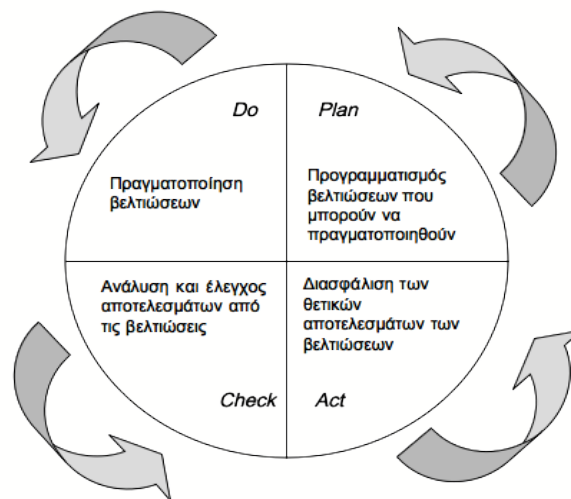 Do
Plan
Πραγματοποίηση
βελτιώσεων
Προγραμματισμός
βελτιώσεων που
μπορούν να
πραγματοποιηθούν
Ανάλυση και έλεγχος
αποτελεσμάτων από
τις βελτιώσεις
Διασφάλιση των
θετικών
αποτελεσμάτων των
βελτιώσεων
Check
Act